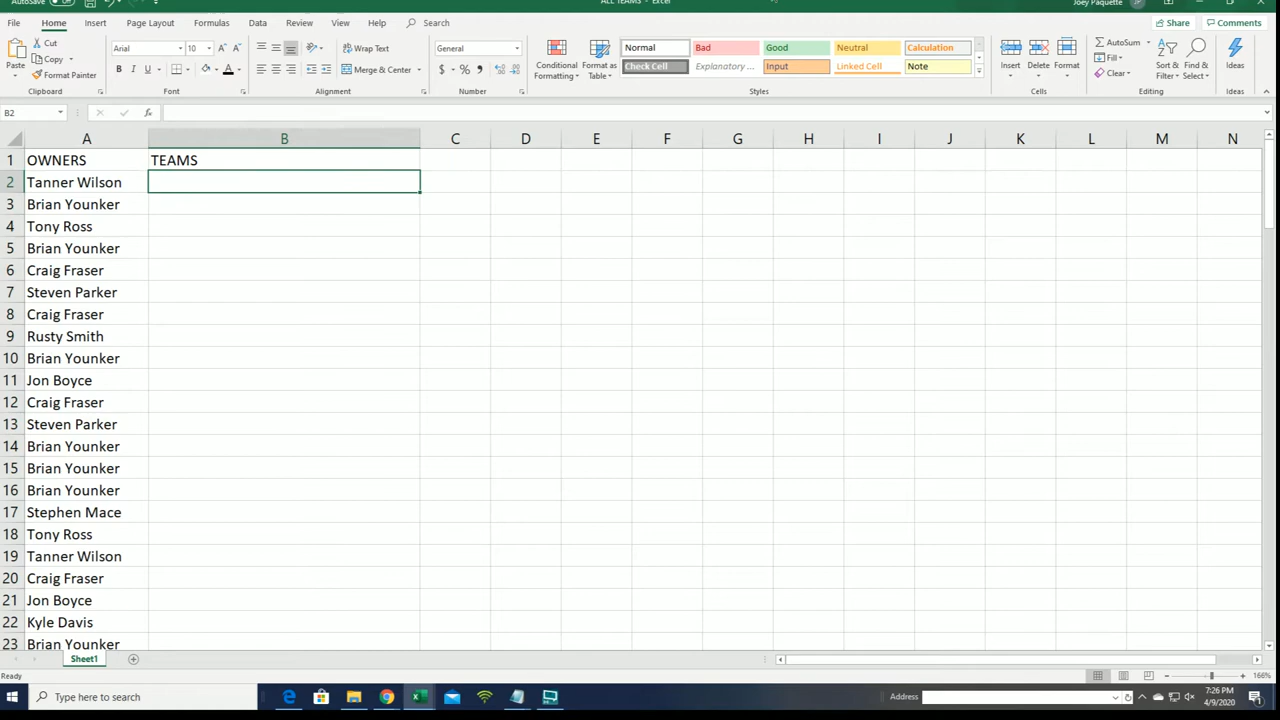 AutoSave Off ALL TEAMS - Excel Joey Paquette
File Home Insert Page Layout Formulas Data Review View Help Search Share Comments
Paste Cut Copy Format Painter Clipboard
Arial 10 A A B I U A Font
Wrap Text Merge & Center Alignment
General $ % , Number
Conditional Formatting Format as Table
Normal Bad Good Neutral Calculation
Check Cell Explanatory ... Input Linked Cell Note
Styles
Insert Delete Format Cells
AutoSum Fill Clear Sort & Filter Find & Select Editing
Ideas Ideas
B2 fx
A B C D E F G H I J K L M N
1 OWNERS TEAMS
2 Tanner Wilson
3 Brian Younker
4 Tony Ross
5 Brian Younker
6 Craig Fraser
7 Steven Parker
8 Craig Fraser
9 Rusty Smith
10 Brian Younker
11 Jon Boyce
12 Craig Fraser
13 Steven Parker
14 Brian Younker
15 Brian Younker
16 Brian Younker
17 Stephen Mace
18 Tony Ross
19 Tanner Wilson
20 Craig Fraser
21 Jon Boyce
22 Kyle Davis
23 Brian Younker
Sheet1
Ready 166%
Type here to search Address 7:26 PM
4/9/2020